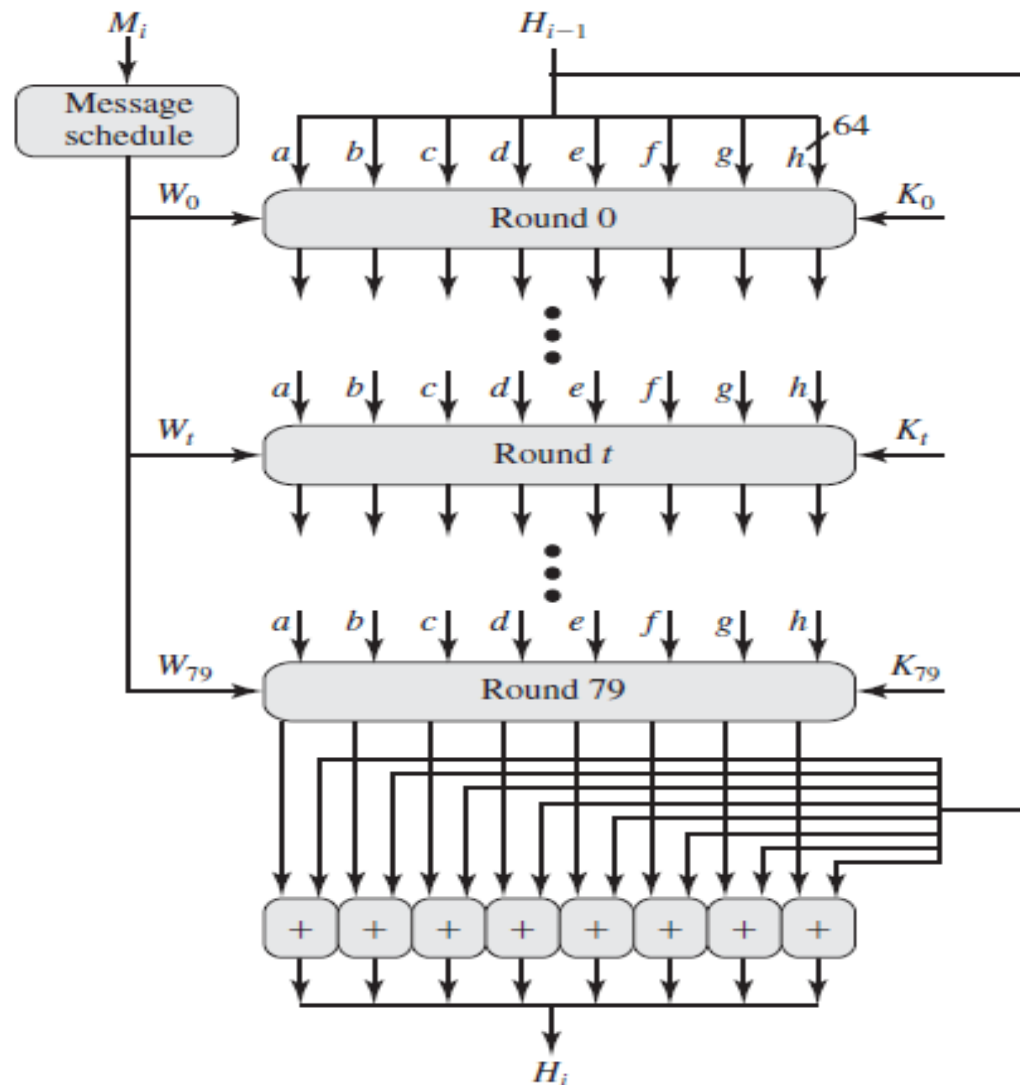 M_i
H_{i−1}
Message
schedule
64
a b c d e f g h
W_0
Round 0
K_0
a b c d e f g h
W_t
Round t
K_t
a b c d e f g h
W_79
Round 79
K_79
+ + + + + + + +
H_i